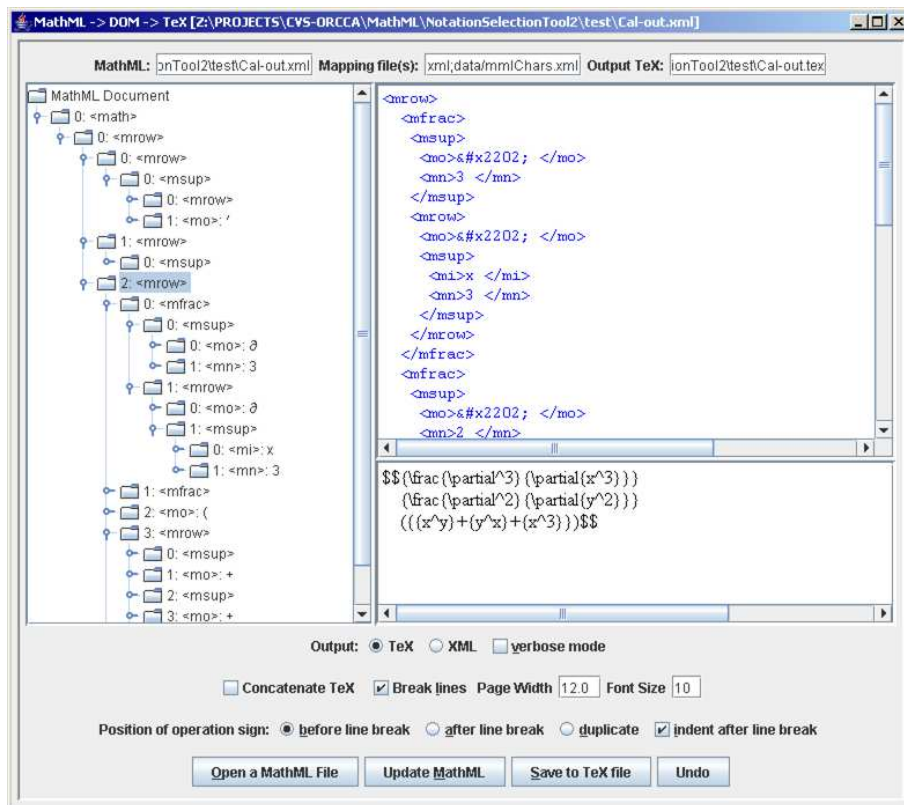 MathML -> DOM -> TeX [Z:\PROJECTS\CVS-ORCCA\MathML\NotationSelectionTool2\test\Cal-out.xml]
MathML: onTool2\test\Cal-out.xml Mapping file(s): xml;data/mmlChars.xml Output TeX: ionTool2\test\Cal-out.tex
MathML Document
0: <math>
0: <mrow>
0: <mrow>
0: <msup>
0: <mrow>
1: <mo>: ′
1: <mrow>
0: <msup>
2: <mrow>
0: <mfrac>
0: <msup>
0: <mo>: ∂
1: <mn>: 3
1: <mrow>
0: <mo>: ∂
1: <msup>
0: <mi>: x
1: <mn>: 3
1: <mfrac>
2: <mo>: (
3: <mrow>
0: <msup>
1: <mo>: +
2: <msup>
3: <mo>: +
<mrow>
<mfrac>
<msup>
<mo>&#x2202; </mo>
<mn>3 </mn>
</msup>
<mrow>
<mo>&#x2202; </mo>
<msup>
<mi>x </mi>
<mn>3 </mn>
</msup>
</mrow>
</mfrac>
<mfrac>
<msup>
<mo>&#x2202; </mo>
<mn>2 </mn>
$${\frac{\partial^3}{\partial{x^3}}}
{\frac{\partial^2}{\partial{y^2}}}
(({x^y}+{y^x}+{x^3}))$$
Output: TeX XML verbose mode
Concatenate TeX Break lines Page Width 12.0 Font Size 10
Position of operation sign: before line break after line break duplicate indent after line break
Open a MathML File Update MathML Save to TeX file Undo